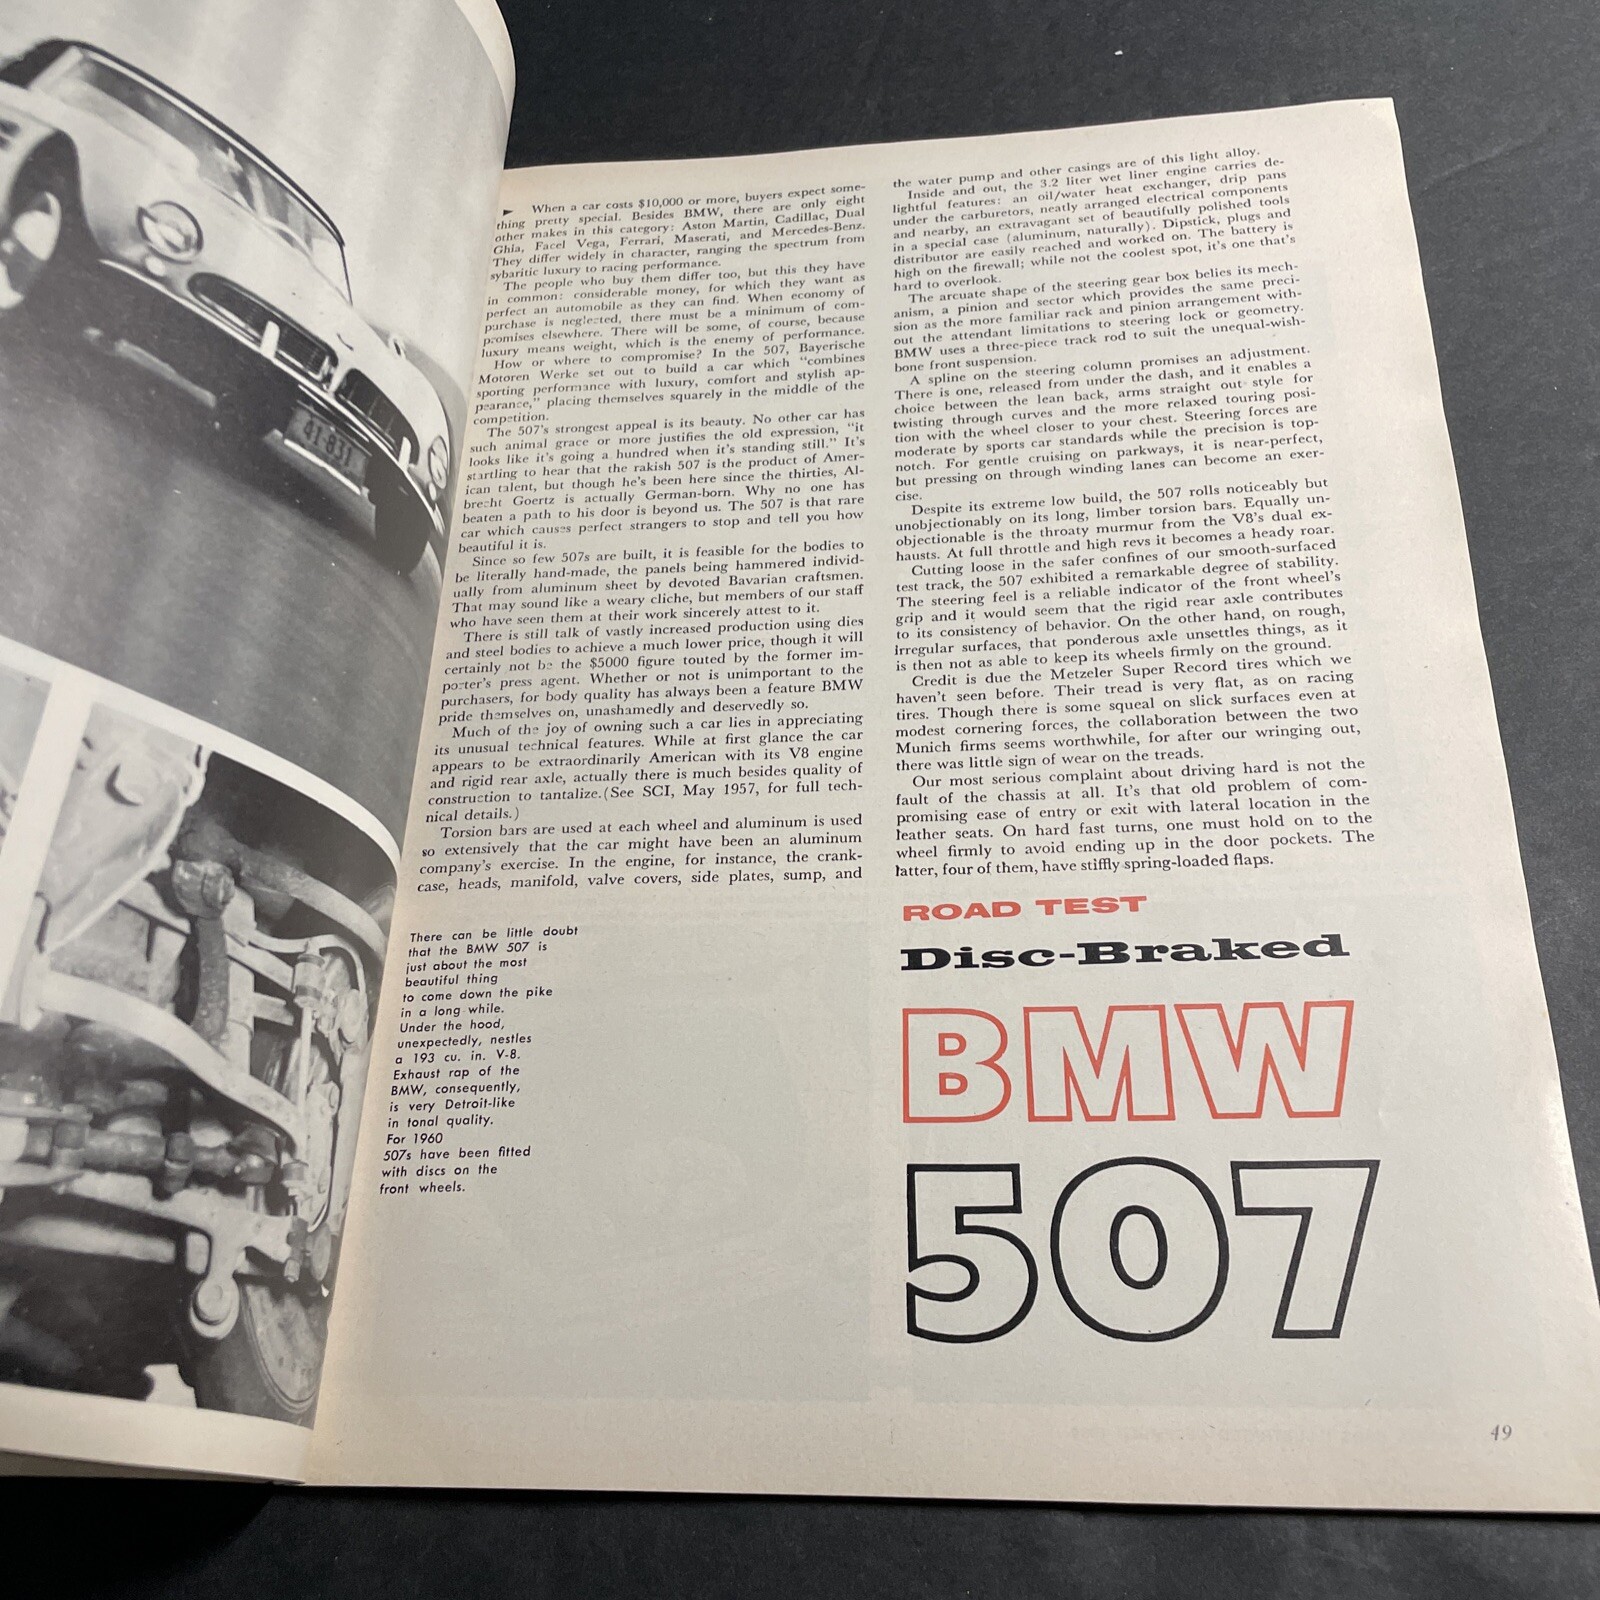 41·831
► When a car costs $10,000 or more, buyers expect some-
thing pretty special. Besides BMW, there are only eight
other makes in this category: Aston Martin, Cadillac, Dual
Ghia, Facel Vega, Ferrari, Maserati, and Mercedes-Benz.
They differ widely in character, ranging the spectrum from
sybaritic luxury to racing performance.
The people who buy them differ too, but this they have
in common: considerable money, for which they want as
perfect an automobile as they can find. When economy of
purchase is neglected, there must be a minimum of com-
promises elsewhere. There will be some, of course, because
luxury means weight, which is the enemy of performance.
How or where to compromise? In the 507, Bayerische
Motoren Werke set out to build a car which "combines
sporting performance with luxury, comfort and stylish ap-
pearance," placing themselves squarely in the middle of the
competition.
The 507's strongest appeal is its beauty. No other car has
such animal grace or more justifies the old expression, "it
looks like it's going a hundred when it's standing still." It's
startling to hear that the rakish 507 is the product of Amer-
ican talent, but though he's been here since the thirties, Al-
brecht Goertz is actually German-born. Why no one has
beaten a path to his door is beyond us. The 507 is that rare
car which causes perfect strangers to stop and tell you how
beautiful it is.
Since so few 507s are built, it is feasible for the bodies to
be literally hand-made, the panels being hammered individ-
ually from aluminum sheet by devoted Bavarian craftsmen.
That may sound like a weary cliche, but members of our staff
who have seen them at their work sincerely attest to it.
There is still talk of vastly increased production using dies
and steel bodies to achieve a much lower price, though it will
certainly not be the $5000 figure touted by the former im-
porter's press agent. Whether or not is unimportant to the
purchasers, for body quality has always been a feature BMW
pride themselves on, unashamedly and deservedly so.
Much of the joy of owning such a car lies in appreciating
its unusual technical features. While at first glance the car
appears to be extraordinarily American with its V8 engine
and rigid rear axle, actually there is much besides quality of
construction to tantalize.(See SCI, May 1957, for full tech-
nical details.)
Torsion bars are used at each wheel and aluminum is used
so extensively that the car might have been an aluminum
company's exercise. In the engine, for instance, the crank-
case, heads, manifold, valve covers, side plates, sump, and
the water pump and other casings are of this light alloy.
Inside and out, the 3.2 liter wet liner engine carries de-
lightful features: an oil/water heat exchanger, drip pans
under the carburetors, neatly arranged electrical components
and nearby, an extravagant set of beautifully polished tools
in a special case (aluminum, naturally). Dipstick, plugs and
distributor are easily reached and worked on. The battery is
high on the firewall; while not the coolest spot, it's one that's
hard to overlook.
The arcuate shape of the steering gear box belies its mech-
anism, a pinion and sector which provides the same preci-
sion as the more familiar rack and pinion arrangement with-
out the attendant limitations to steering lock or geometry.
BMW uses a three-piece track rod to suit the unequal-wish-
bone front suspension.
A spline on the steering column promises an adjustment.
There is one, released from under the dash, and it enables a
choice between the lean back, arms straight out style for
twisting through curves and the more relaxed touring posi-
tion with the wheel closer to your chest. Steering forces are
moderate by sports car standards while the precision is top-
notch. For gentle cruising on parkways, it is near-perfect,
but pressing on through winding lanes can become an exer-
cise.
Despite its extreme low build, the 507 rolls noticeably but
unobjectionably on its long, limber torsion bars. Equally un-
objectionable is the throaty murmur from the V8's dual ex-
hausts. At full throttle and high revs it becomes a heady roar.
Cutting loose in the safer confines of our smooth-surfaced
test track, the 507 exhibited a remarkable degree of stability.
The steering feel is a reliable indicator of the front wheel's
grip and it would seem that the rigid rear axle contributes
to its consistency of behavior. On the other hand, on rough,
irregular surfaces, that ponderous axle unsettles things, as it
is then not as able to keep its wheels firmly on the ground.
Credit is due the Metzeler Super Record tires which we
haven't seen before. Their tread is very flat, as on racing
tires. Though there is some squeal on slick surfaces even at
modest cornering forces, the collaboration between the two
Munich firms seems worthwhile, for after our wringing out,
there was little sign of wear on the treads.
Our most serious complaint about driving hard is not the
fault of the chassis at all. It's that old problem of com-
promising ease of entry or exit with lateral location in the
leather seats. On hard fast turns, one must hold on to the
wheel firmly to avoid ending up in the door pockets. The
latter, four of them, have stiffly spring-loaded flaps.
There can be little doubt
that the BMW 507 is
just about the most
beautiful thing
to come down the pike
in a long while.
Under the hood,
unexpectedly, nestles
a 193 cu. in. V-8.
Exhaust rap of the
BMW, consequently,
is very Detroit-like
in tonal quality.
For 1960
507s have been fitted
with discs on the
front wheels.
ROAD TEST
Disc-Braked
BMW
507
49